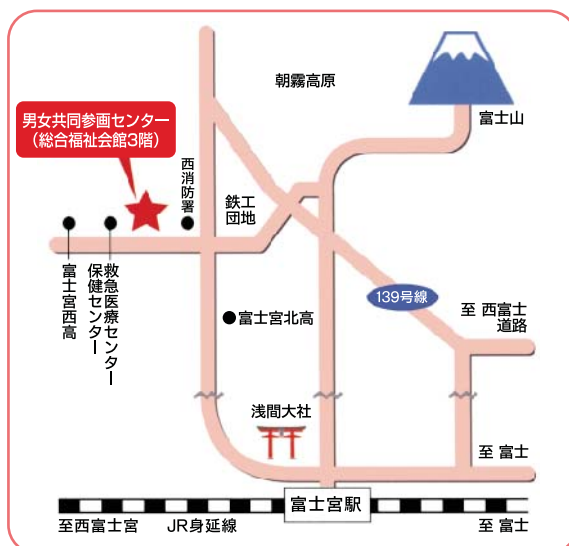 朝霧高原
富士山
男女共同参画センター
(総合福祉会館3階)
西消防署
鉄工
団地
富士宮西高
救急医療センター
保健センター
139号線
至 西富士
道路
富士宮北高
浅間大社
至 富士
富士宮駅
至西富士宮
JR身延線
至 富士